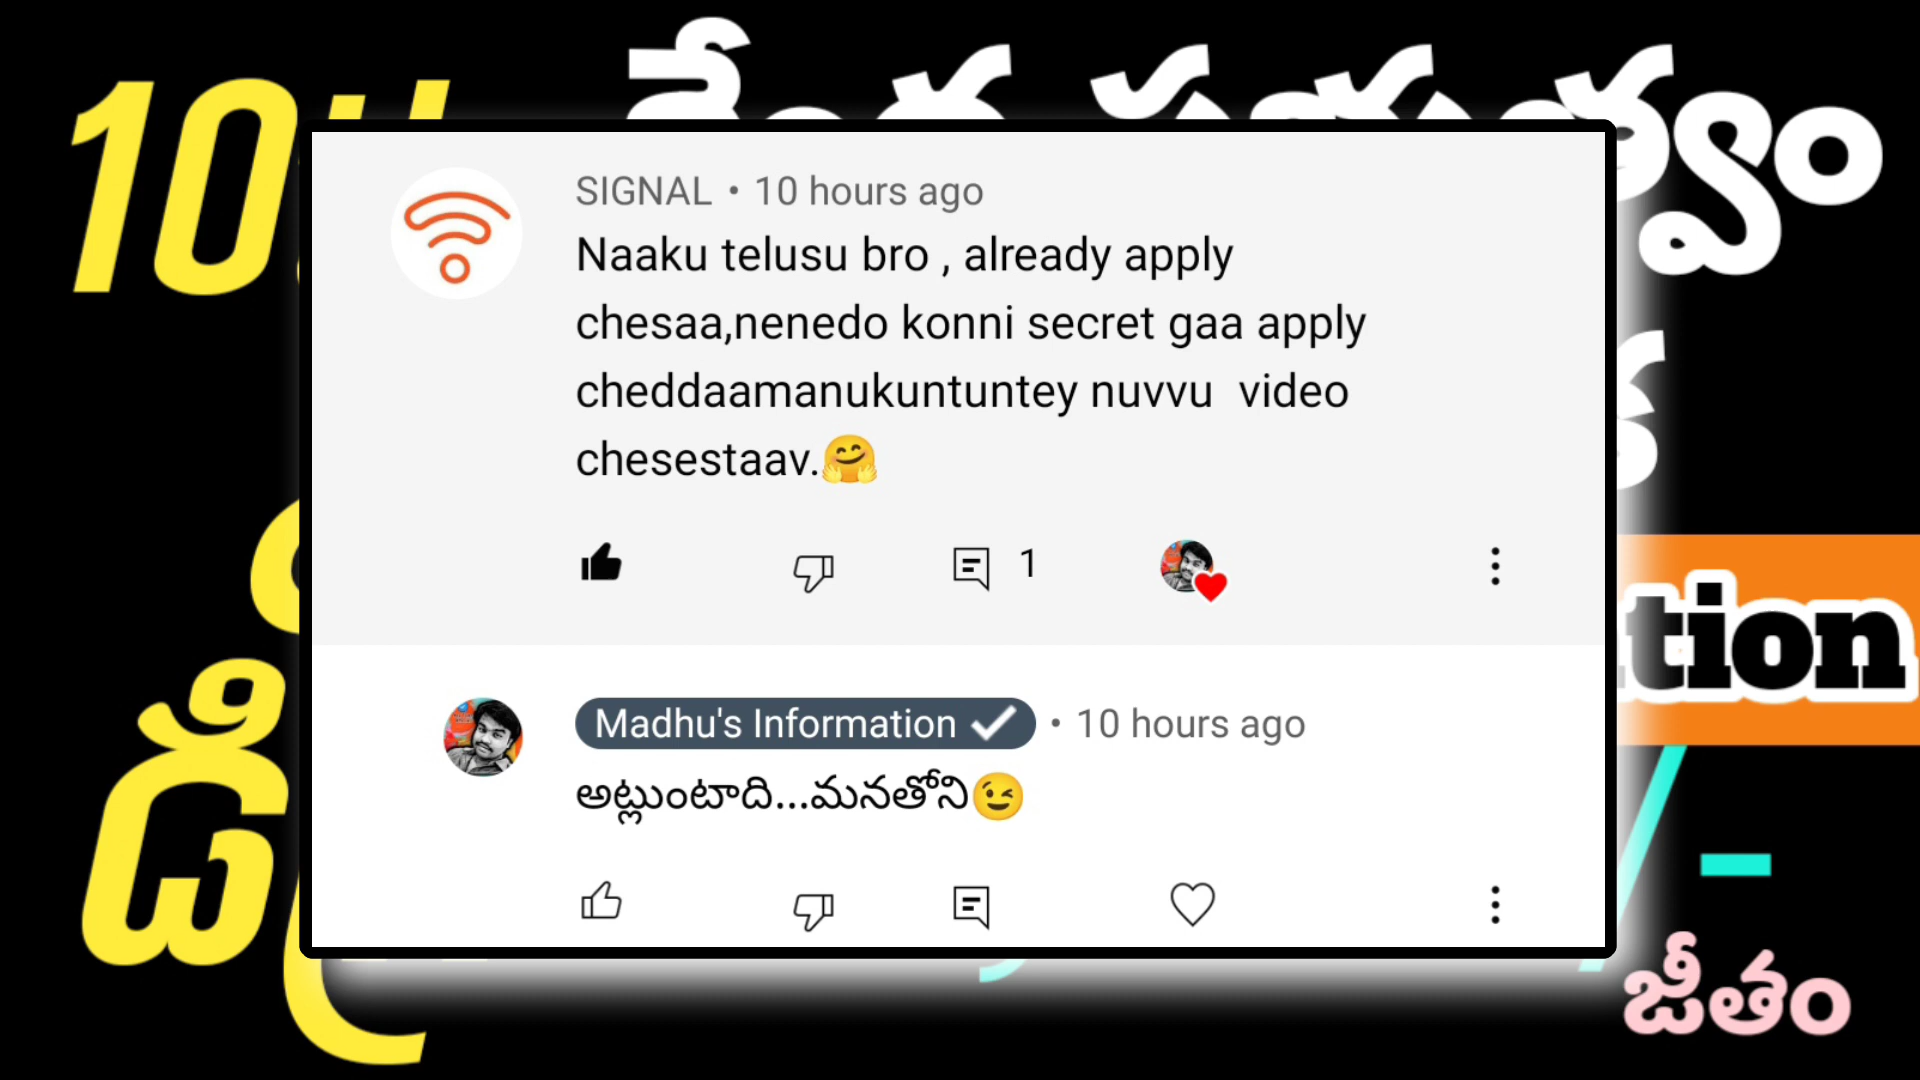 10
SIGNAL • 10 hours ago
Naaku telusu bro , already apply
chesaa,nenedo konni secret gaa apply
cheddaamanukuntuntey nuvvu video
chesestaav.🤗
1
Madhu's Information ✓ • 10 hours ago
అట్లుంటాది...మనతోని😉
tion
/-
జీతం